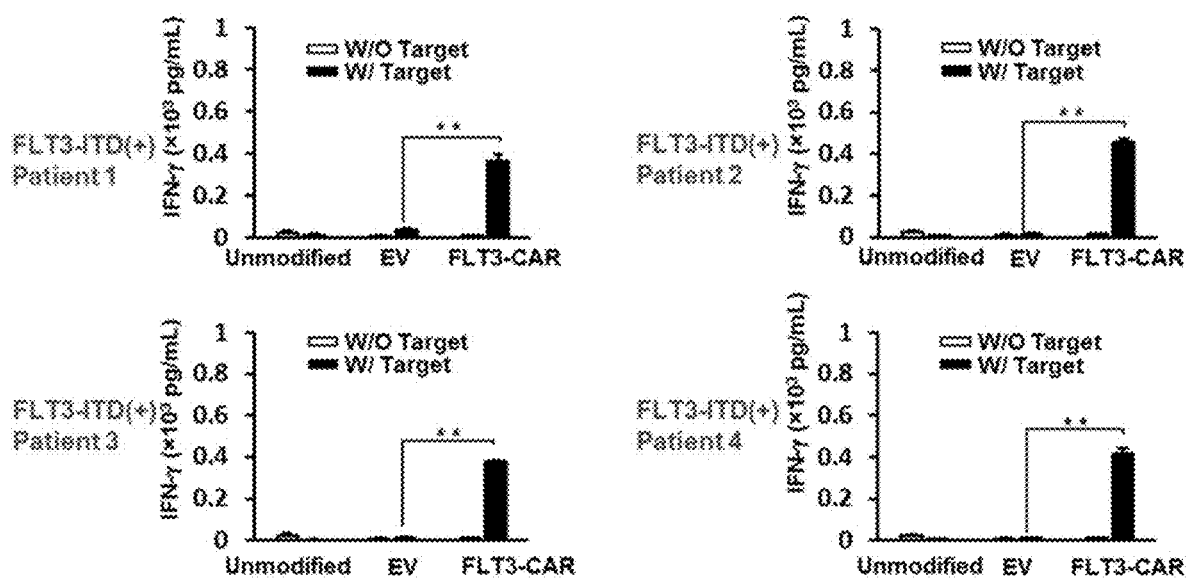 FLT3-ITD(+)
Patient 1
IFN-γ (×10³ pg/mL)
1
0.8
0.6
0.4
0.2
0
W/O Target
W/ Target
**
Unmodified EV FLT3-CAR
FLT3-ITD(+)
Patient 2
IFN-γ (×10³ pg/mL)
1
0.8
0.6
0.4
0.2
0
W/O Target
W/ Target
**
Unmodified EV FLT3-CAR
FLT3-ITD(+)
Patient 3
IFN-γ (×10³ pg/mL)
1
0.8
0.6
0.4
0.2
0
W/O Target
W/ Target
**
Unmodified EV FLT3-CAR
FLT3-ITD(+)
Patient 4
IFN-γ (×10³ pg/mL)
1
0.8
0.6
0.4
0.2
0
W/O Target
W/ Target
**
Unmodified EV FLT3-CAR